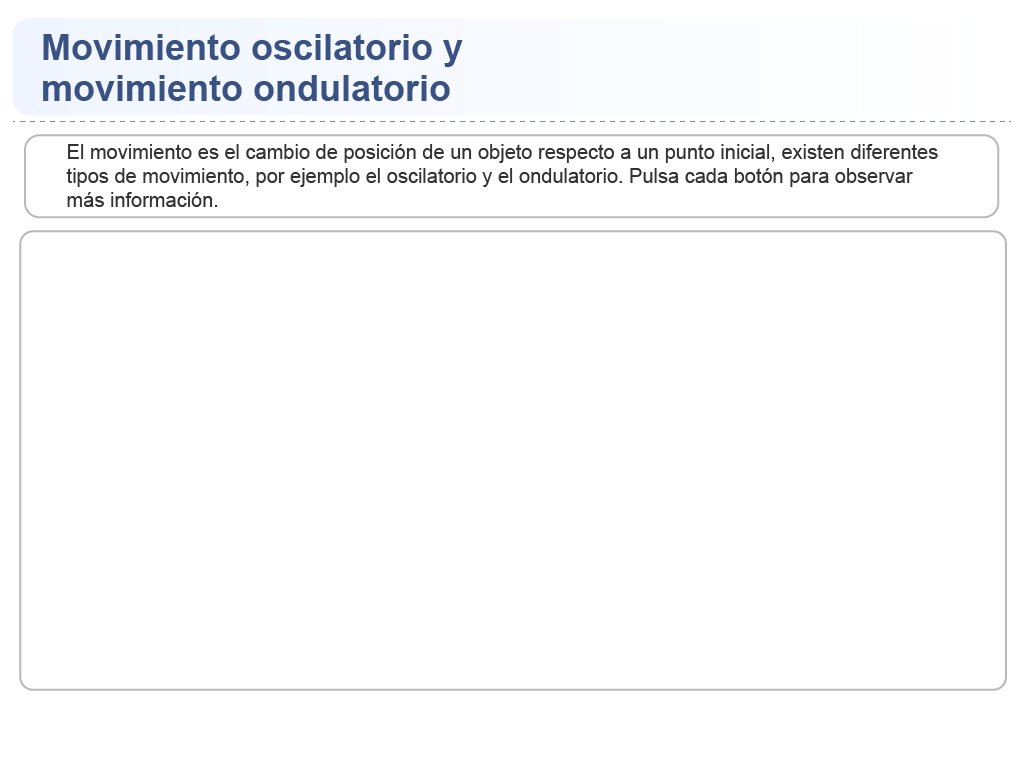 Movimiento oscilatorio y
movimiento ondulatorio
El movimiento es el cambio de posición de un objeto respecto a un punto inicial, existen diferentes
tipos de movimiento, por ejemplo el oscilatorio y el ondulatorio. Pulsa cada botón para observar
más información.